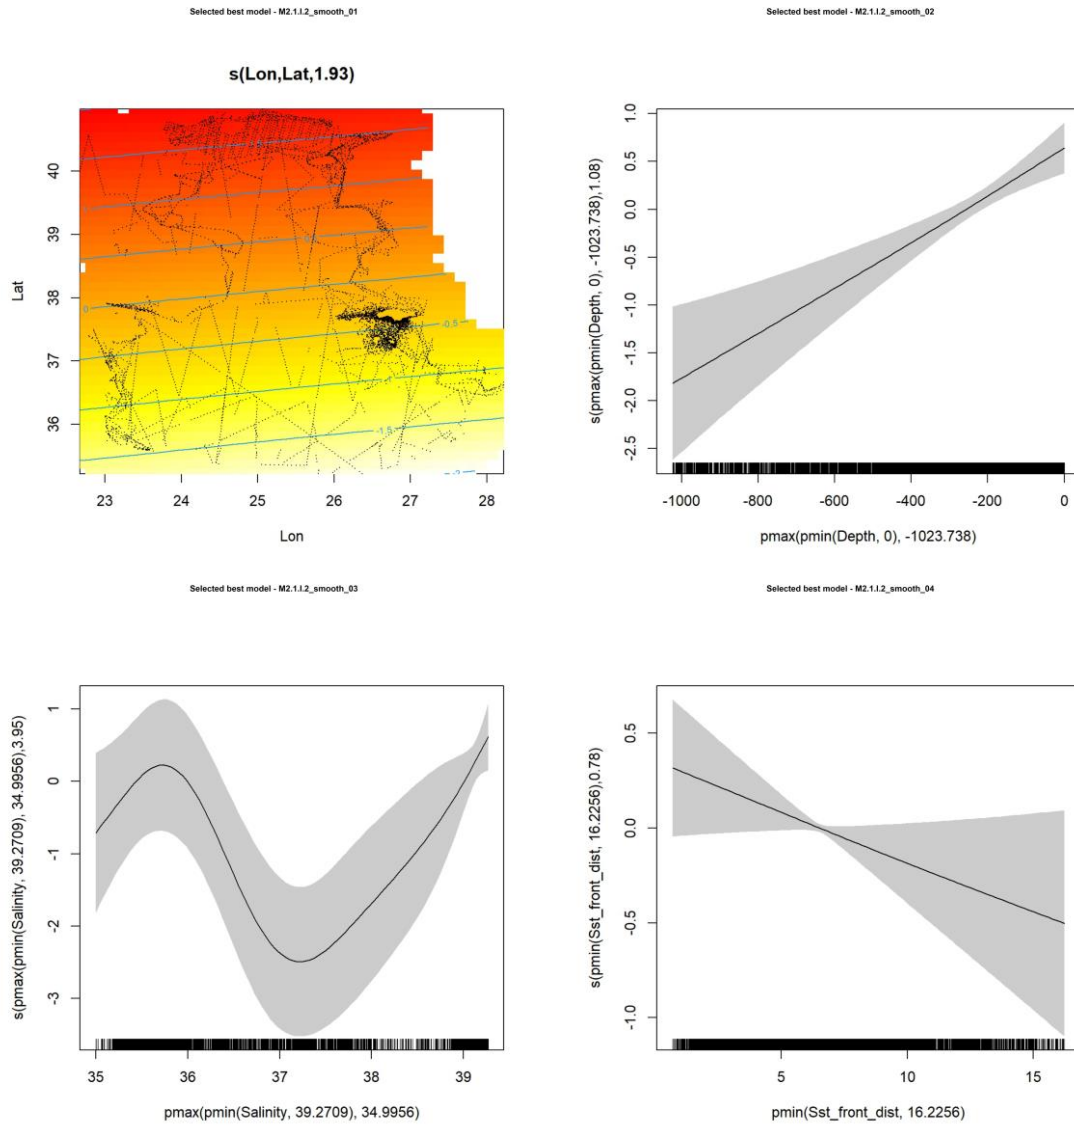 Selected best model - M2.1.I.2_smooth_01
s(Lon,Lat,1.93)
Lat
40
39
38
37
36
0
-0.5
-1.5
-2
23 24 25 26 27 28
Lon
Selected best model - M2.1.I.2_smooth_02
s(pmax(pmin(Depth, 0), -1023.738),1.08)
1.0
0.5
0.0
-0.5
-1.0
-1.5
-2.0
-2.5
-1000 -800 -600 -400 -200 0
pmax(pmin(Depth, 0), -1023.738)
Selected best model - M2.1.I.2_smooth_03
s(pmax(pmin(Salinity, 39.2709), 34.9956),3.95)
1
0
-1
-2
-3
35 36 37 38 39
pmax(pmin(Salinity, 39.2709), 34.9956)
Selected best model - M2.1.I.2_smooth_04
s(pmin(Sst_front_dist, 16.2256),0.78)
0.5
0.0
-0.5
-1.0
5 10 15
pmin(Sst_front_dist, 16.2256)